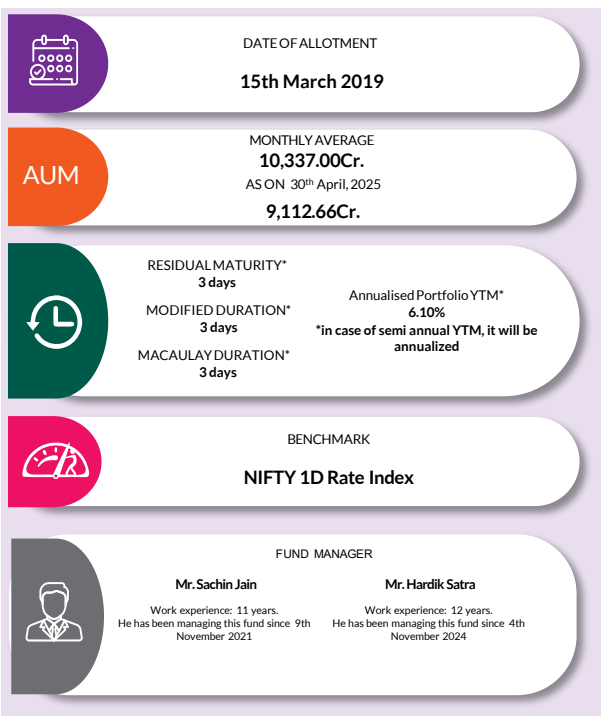 DATE OF ALLOTMENT
15th March 2019
AUM
MONTHLY AVERAGE
10,337.00Cr.
AS ON 30th April, 2025
9,112.66Cr.
RESIDUAL MATURITY*
3 days
MODIFIED DURATION*
3 days
MACAULAY DURATION*
3 days
Annualised Portfolio YTM*
6.10%
*in case of semi annual YTM, it will be
annualized
BENCHMARK
NIFTY 1D Rate Index
FUND MANAGER
Mr. Sachin Jain
Work experience: 11 years.
He has been managing this fund since 9th
November 2021
Mr. Hardik Satra
Work experience: 12 years.
He has been managing this fund since 4th
November 2024